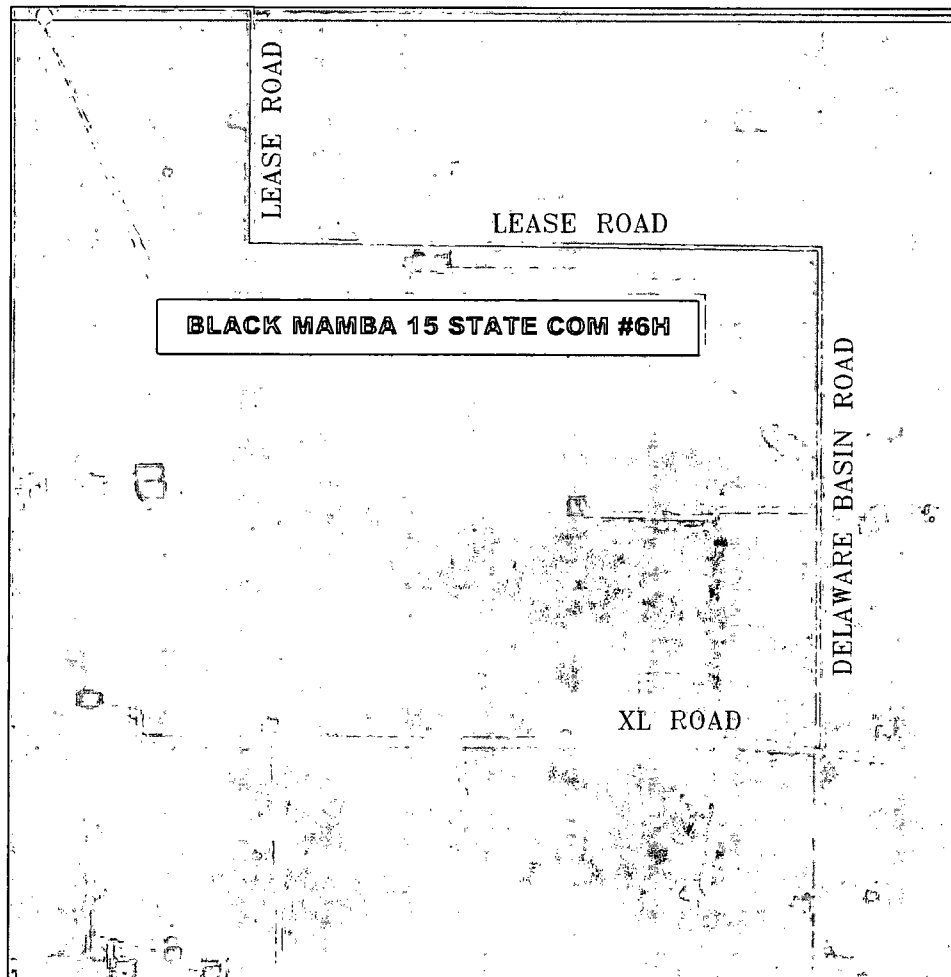 LEASE ROAD
LEASE ROAD
BLACK MAMBA 15 STATE COM #6H
DELAWARE BASIN ROAD
XL ROAD